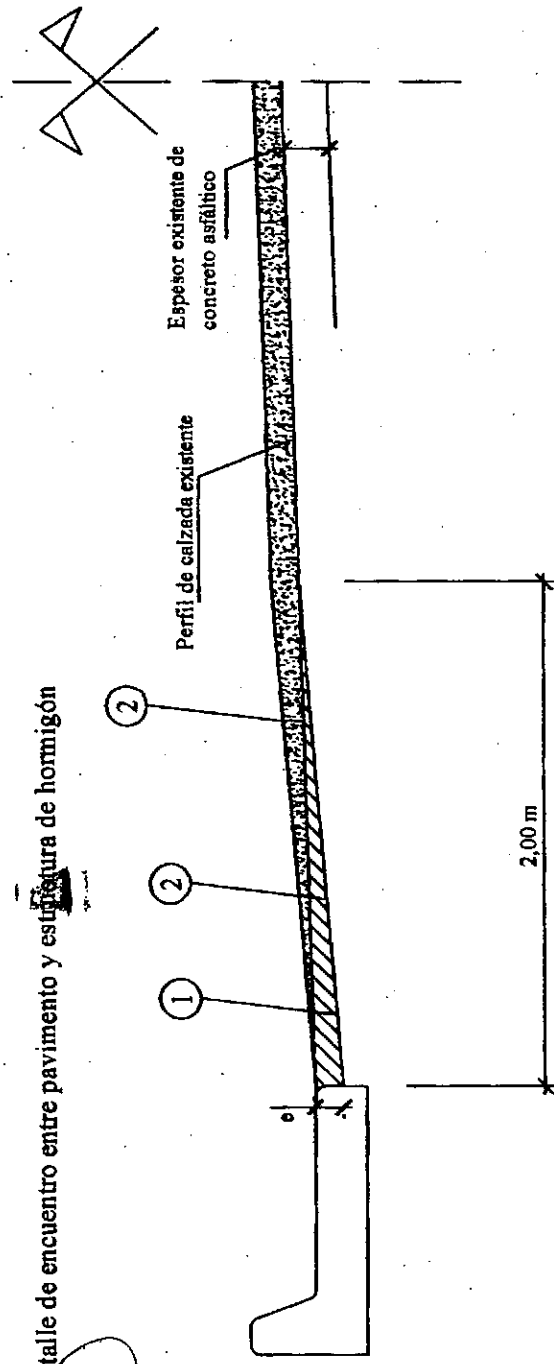 talle de encuentro entre pavimento y estructura de hormigón
Espesor existente de
concreto asfáltico
Perfil de calzada existente
2
2
1
e
2,00 m